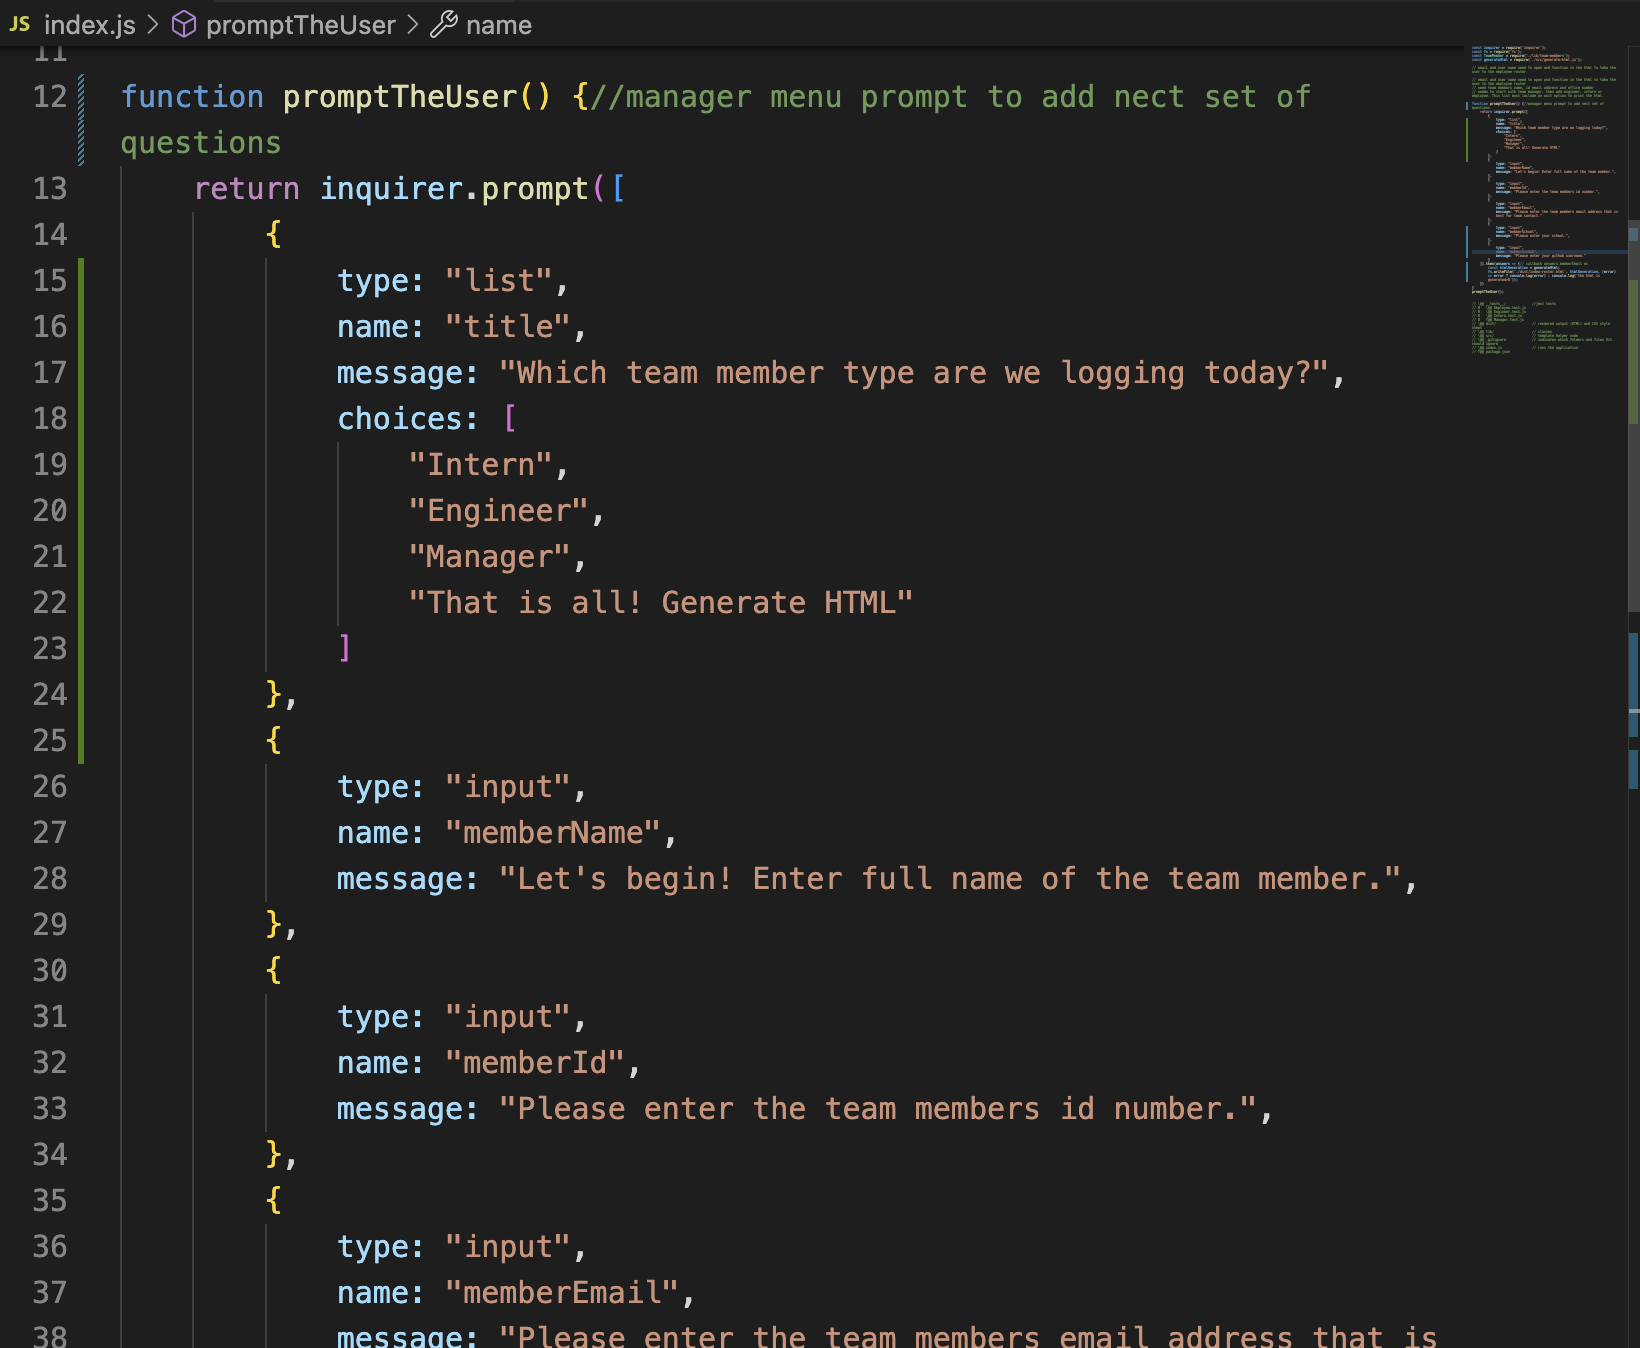 JS index.js > promptTheUser > name
11
12 function promptTheUser() {//manager menu prompt to add nect set of
questions
13 return inquirer.prompt([
14 {
15 type: "list",
16 name: "title",
17 message: "Which team member type are we logging today?",
18 choices: [
19 "Intern",
20 "Engineer",
21 "Manager",
22 "That is all! Generate HTML"
23 ]
24 },
25 {
26 type: "input",
27 name: "memberName",
28 message: "Let's begin! Enter full name of the team member.",
29 },
30 {
31 type: "input",
32 name: "memberId",
33 message: "Please enter the team members id number.",
34 },
35 {
36 type: "input",
37 name: "memberEmail",
38 message: "Please enter the team members email address that is